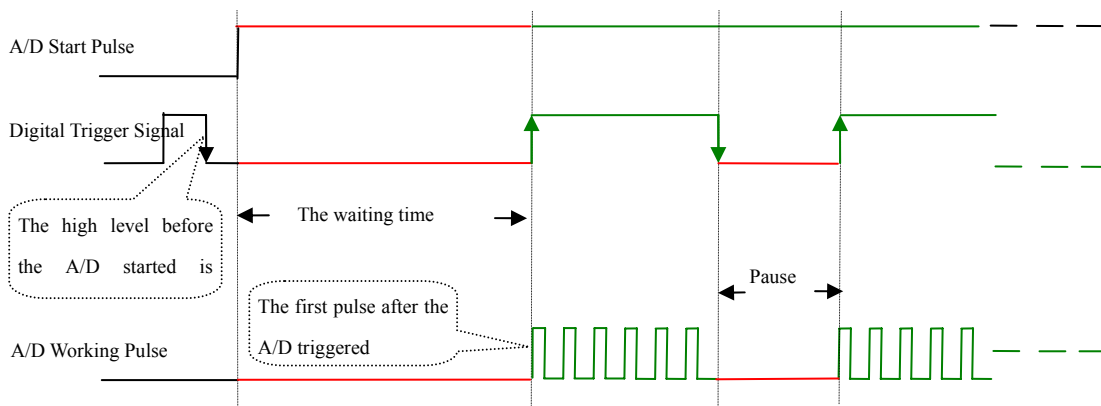 A/D Start Pulse
Digital Trigger Signal
The high level before
the A/D started is
The waiting time
Pause
The first pulse after the
A/D triggered
A/D Working Pulse